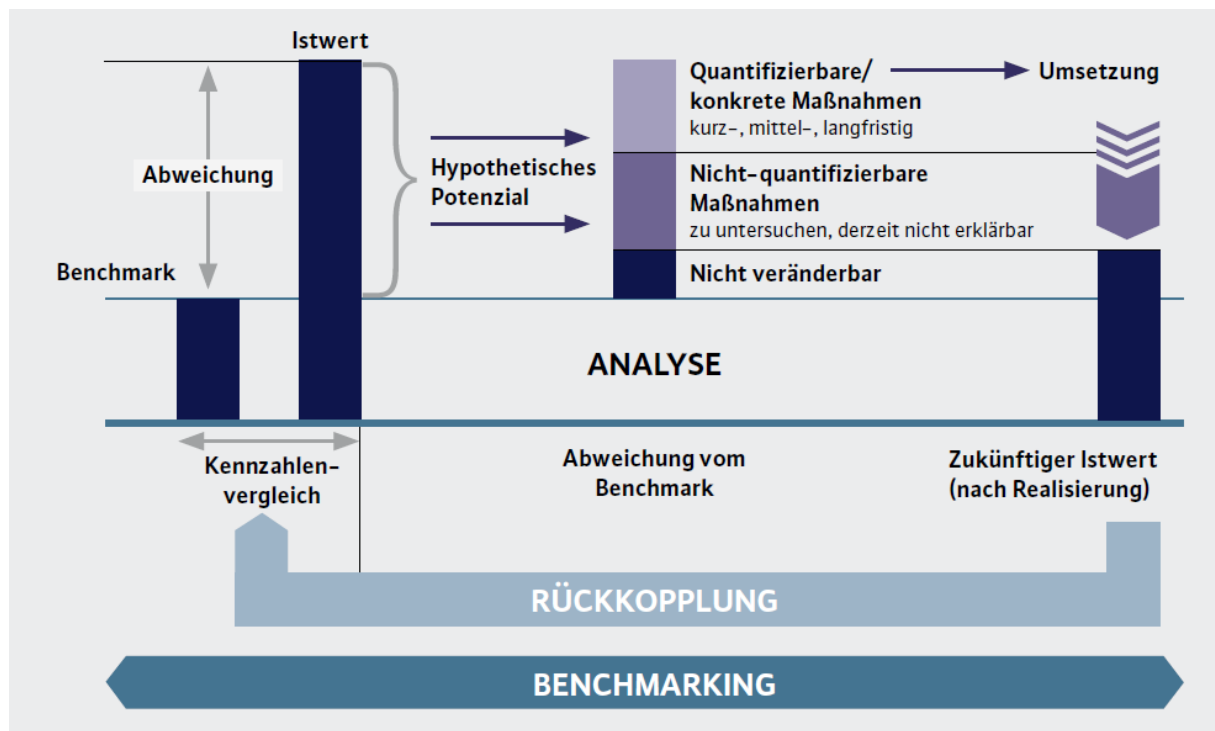 Istwert
Quantifizierbare/
konkrete Maßnahmen
kurz-, mittel-, langfristig
Umsetzung
Abweichung
Hypothetisches
Potenzial
Nicht-quantifizierbare
Maßnahmen
zu untersuchen, derzeit nicht erklärbar
Benchmark
Nicht veränderbar
ANALYSE
Kennzahlen-
vergleich
Abweichung vom
Benchmark
Zukünftiger Istwert
(nach Realisierung)
RÜCKKOPPLUNG
BENCHMARKING